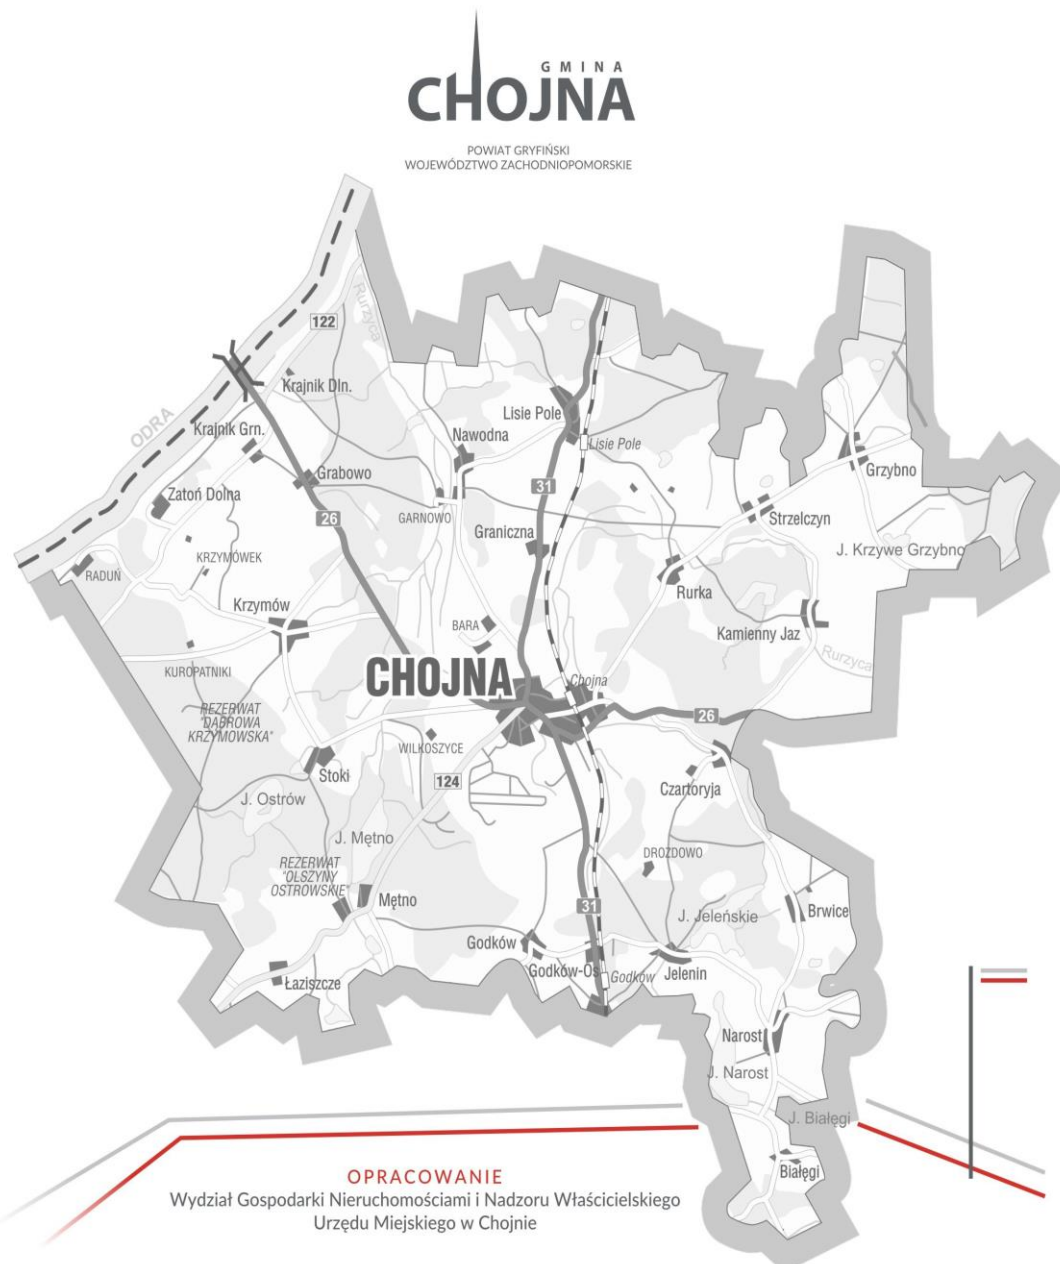 GMINA
CHOJNA
POWIAT GRYFIŃSKI
WOJEWÓDZTWO ZACHODNIOPOMORSKIE
Rurzyca
122
Krajnik Dln.
ODRA
Krajnik Grn.
Lisie Pole
Nawodna
Lisie Pole
Grabowo
Grzybno
Zatoń Dolna
31
26
GARNOWO
Strzelczyn
Graniczna
KRZYMÓWEK
J. Krzywe Grzybno
RADUŃ
Rurka
Krzymów
BARA
Kamienny Jaz
KUROPATNIKI
CHOJNA
Chojna
Rurzyca
REZERWAT
"DĄBROWA
KRZYMOWSKA"
26
WILKOSZYCE
Stoki
124
Czartoryja
J. Ostrów
J. Mętno
DROZDOWO
REZERWAT
"OLSZYNY
OSTROWSKIE"
Mętno
31
J. Jeleńskie
Brwice
Godków
Godków-Os
Godków
Jelenin
Łaziszcze
Narost
J. Narost
J. Białęgi
Białęgi
OPRACOWANIE
Wydział Gospodarki Nieruchomościami i Nadzoru Właścicielskiego
Urzędu Miejskiego w Chojnie